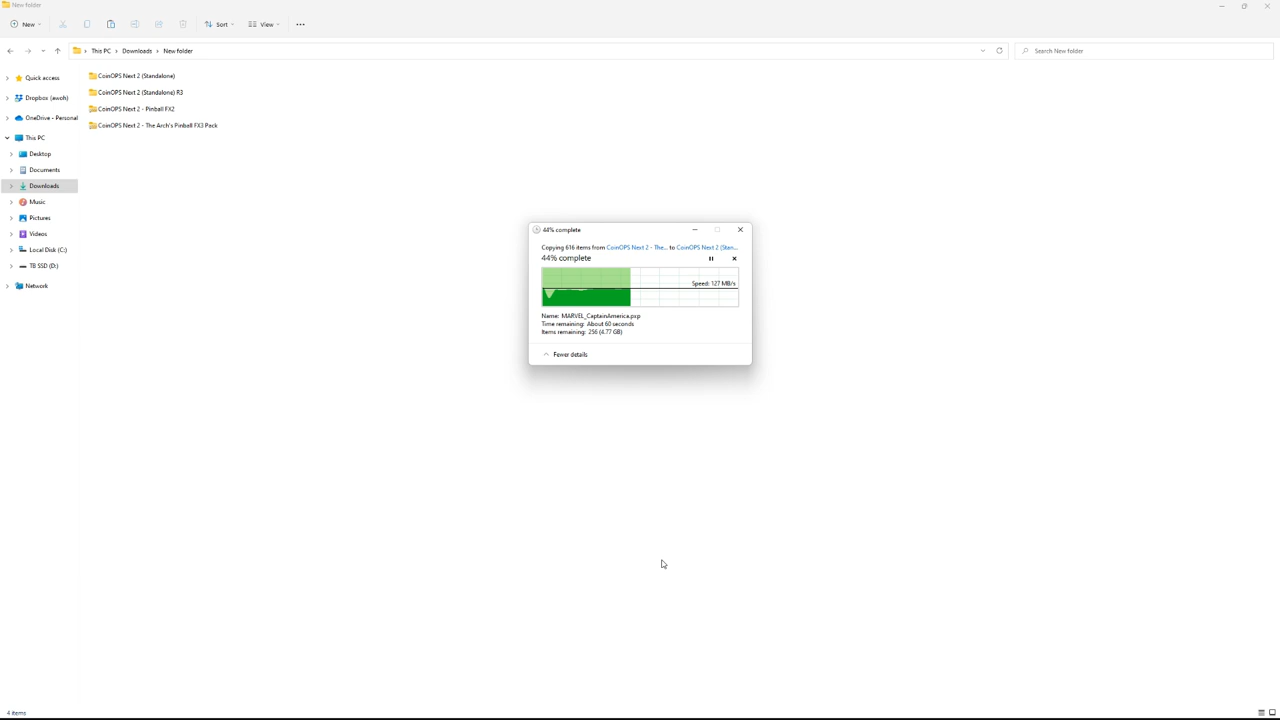 New folder
New
Sort
View
This PC > Downloads > New folder
Search New folder
Quick access
Dropbox (awoh)
OneDrive - Personal
This PC
Desktop
Documents
Downloads
Music
Pictures
Videos
Local Disk (C:)
TB SSD (D:)
Network
CoinOPS Next 2 (Standalone)
CoinOPS Next 2 (Standalone) R3
CoinOPS Next 2 - Pinball FX2
CoinOPS Next 2 - The Arch's Pinball FX3 Pack
44% complete
Copying 616 items from CoinOPS Next 2 - The... to CoinOPS Next 2 (Stan...
44% complete
Speed: 127 MB/s
Name: MARVEL_CaptainAmerica.pxp
Time remaining: About 60 seconds
Items remaining: 256 (4.77 GB)
Fewer details
4 items